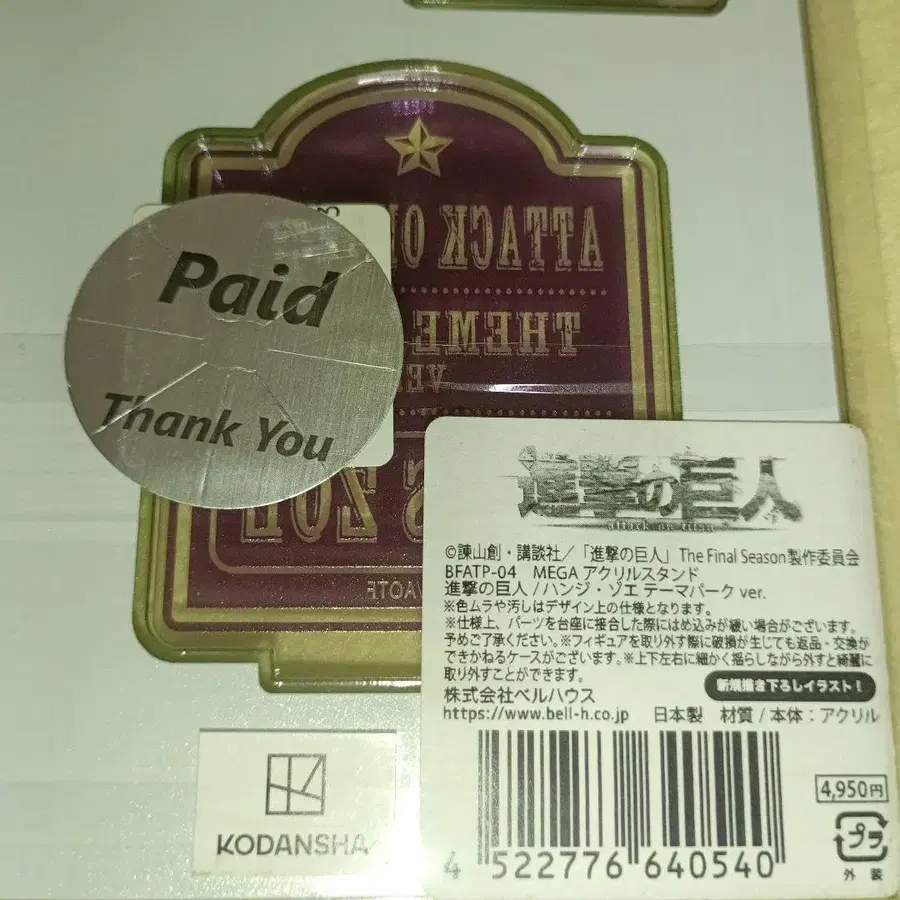 ATTACK O
THEME
VE
S ZOE
AOTF
Paid
Thank You
進撃の巨人
attack on titan
©諫山創・講談社/「進撃の巨人」The Final Season製作委員会
BFATP-04 MEGA アクリルスタンド
進撃の巨人/ハンジ・ゾエ テーマパーク ver.
※色ムラや汚しはデザイン上の仕様となります。
※仕様上、パーツを台座に接合した際にはめ込みが緩い場合がございます。
予めご了承ください。※フィギュアを取り外す際に破損が生じても返品・交換が
できかねるケースがございます。※上下左右に細かく揺らしながら外すと綺麗に
取り外すことができます。
新規描き下ろしイラスト!
株式会社ベルハウス
https://www.bell-h.co.jp 日本製 材質/本体:アクリル
4,950円
プラ
外装
4 522776 640540
KODANSHA